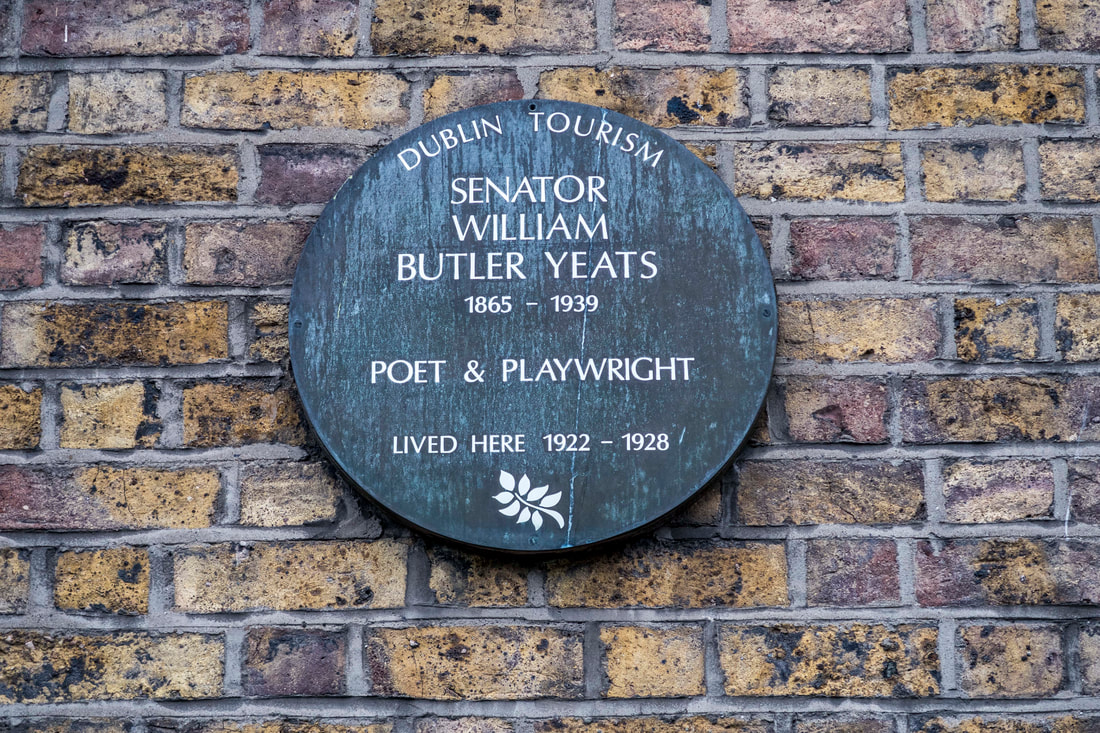 DUBLIN TOURISM
SENATOR
WILLIAM
BUTLER YEATS
1865 - 1939
POET & PLAYWRIGHT
LIVED HERE 1922 - 1928